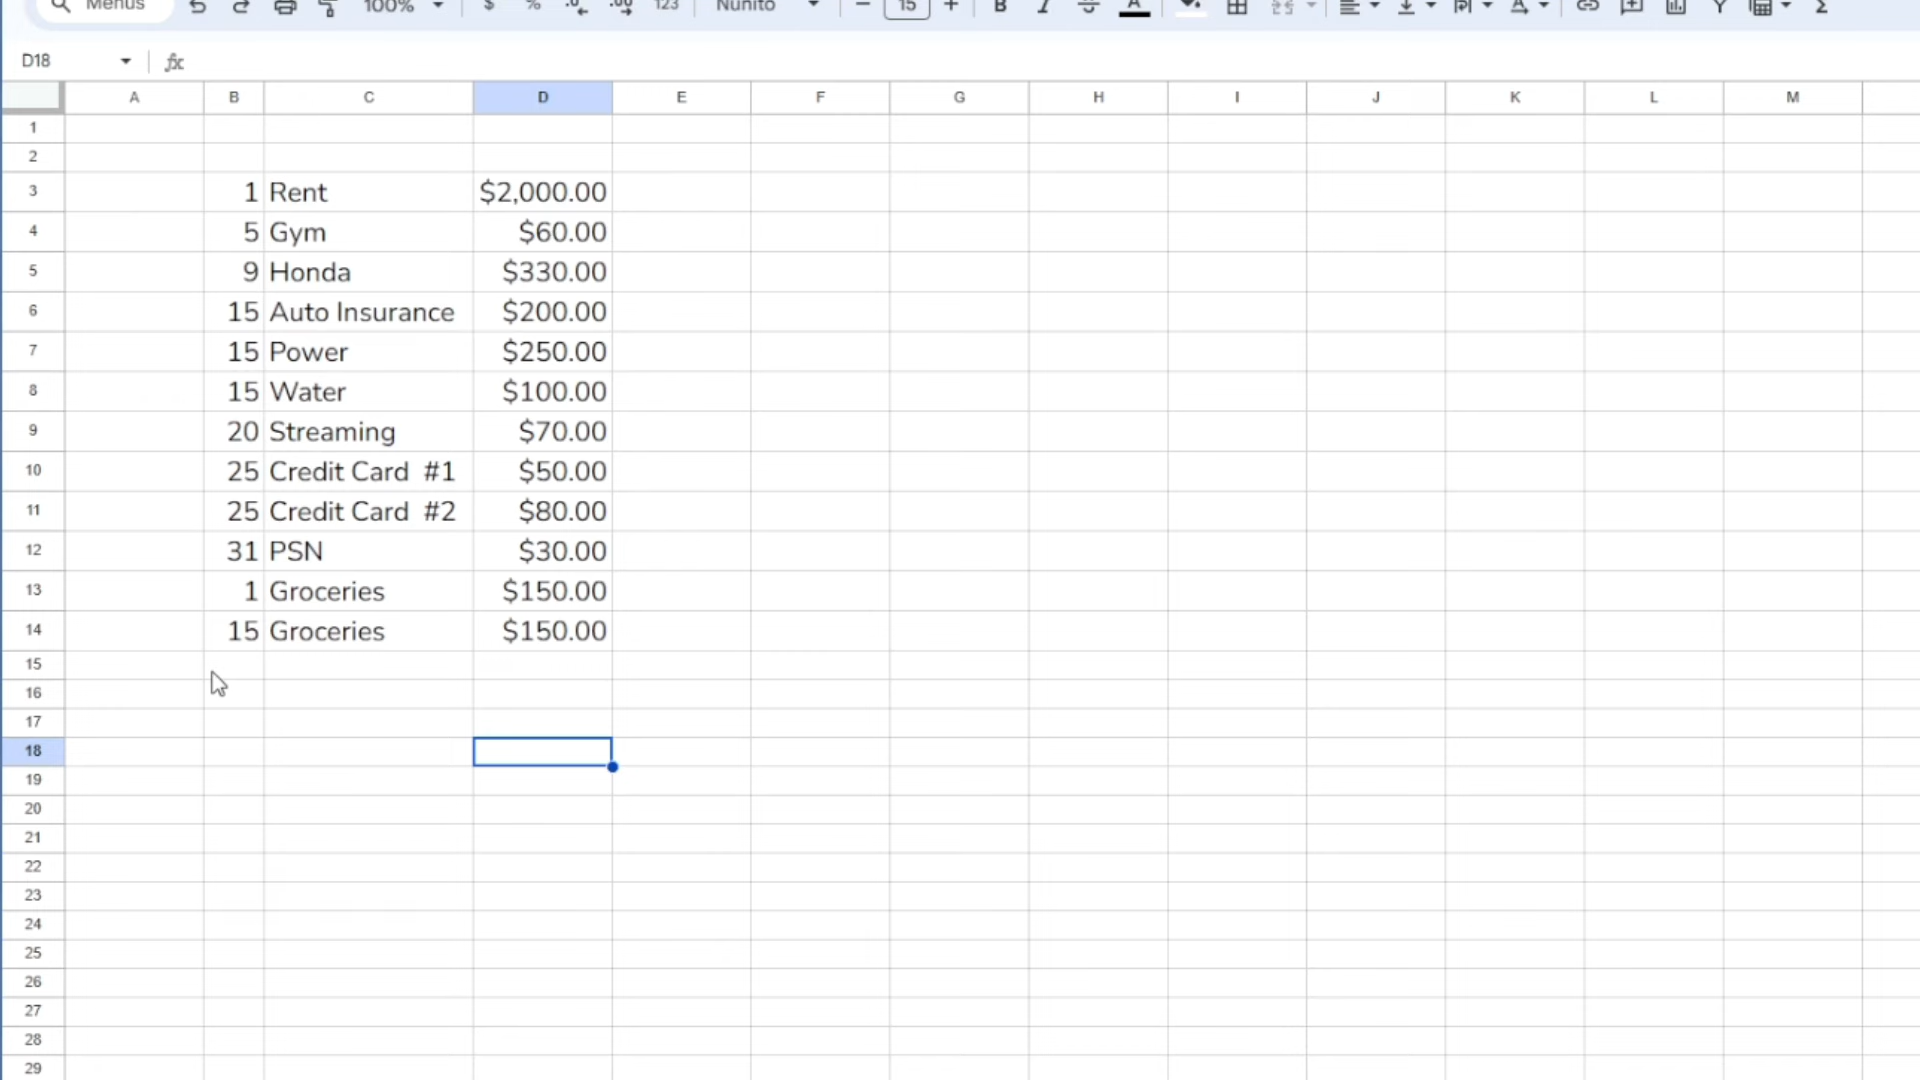 Menus 100% $ % .0 .00 123 Nunito 15 B I A
D18 fx
A B C D E F G H I J K L M
1
2
3 1 Rent $2,000.00
4 5 Gym $60.00
5 9 Honda $330.00
6 15 Auto Insurance $200.00
7 15 Power $250.00
8 15 Water $100.00
9 20 Streaming $70.00
10 25 Credit Card #1 $50.00
11 25 Credit Card #2 $80.00
12 31 PSN $30.00
13 1 Groceries $150.00
14 15 Groceries $150.00
15
16
17
18
19
20
21
22
23
24
25
26
27
28
29